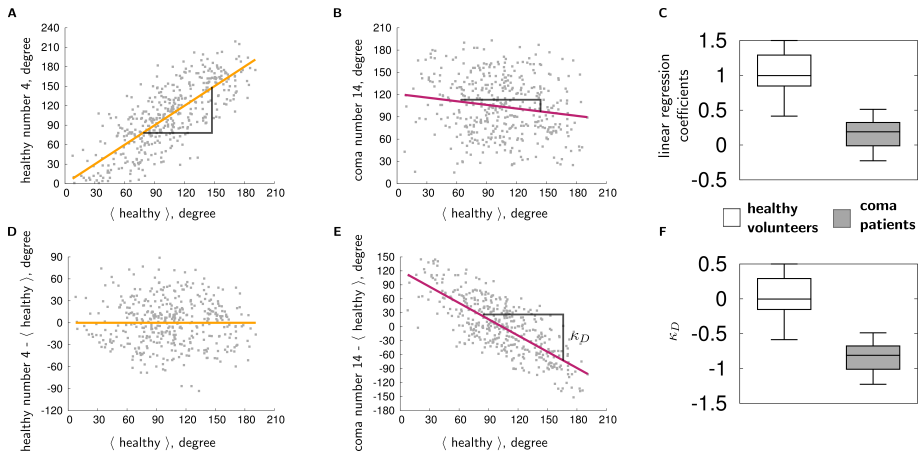 A
healthy number 4, degree
240
210
180
150
120
90
60
30
0
0 30 60 90 120 150 180 210
⟨ healthy ⟩, degree
B
coma number 14, degree
210
180
150
120
90
60
30
0
0 30 60 90 120 150 180 210
⟨ healthy ⟩, degree
C
linear regression
coefficients
1.5
1
0.5
0
-0.5
healthy
volunteers
coma
patients
D
healthy 4 – ⟨ healthy ⟩, degree
90
60
30
0
-30
-60
-90
-120
0 30 60 90 120 150 180 210
⟨ healthy ⟩, degree
E
coma number 14 – ⟨ healthy ⟩, degree
150
120
90
60
30
0
-30
-60
-90
-120
-150
-180
κD
0 30 60 90 120 150 180 210
⟨ healthy ⟩, degree
F
κD
0.5
0
-0.5
-1
-1.5